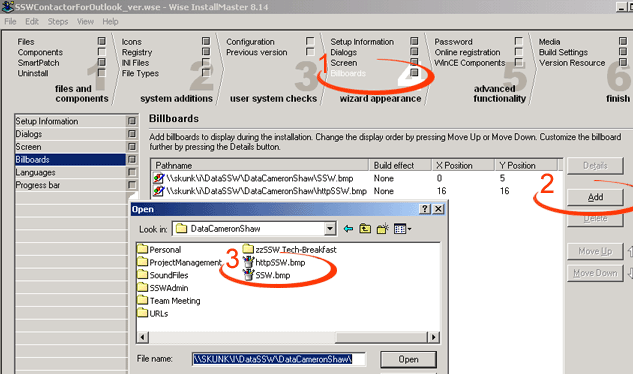 SSWContactorForOutlook_ver.wse - Wise InstallMaster 8.14
File Edit Steps View Help
Files
Components
SmartPatch
Uninstall
1
files and components
Icons
Registry
INI Files
File Types
2
system additions
Configuration
Previous version
3
user system checks
1
Setup Information
Dialogs
Screen
Billboards
4
wizard appearance
Password
Online registration
WinCE Components
5
advanced functionality
Media
Build Settings
Version Resource
6
finish
Setup Information
Dialogs
Screen
Billboards
Languages
Progress bar
Billboards
Add billboards to display during the installation. Change the display order by pressing Move Up or Move Down. Customize the billboard
further by pressing the Details button.
Pathname Build effect X Position Y Position
\\skunk\i\DataSSW\DataCameronShaw\SSW.bmp None 0 5
\\skunk\i\DataSSW\DataCameronShaw\httpSSW.bmp None 16 16
Details
2
Add
Delete
Move Up
Move Down
Open
Look in: DataCameronShaw
Personal
ProjectManagement
SoundFiles
SSWAdmin
Team Meeting
URLs
zzSSW.Tech-Breakfast
3
httpSSW.bmp
SSW.bmp
File name: \\SKUNK\I\DataSSW\DataCameronShaw\
Open